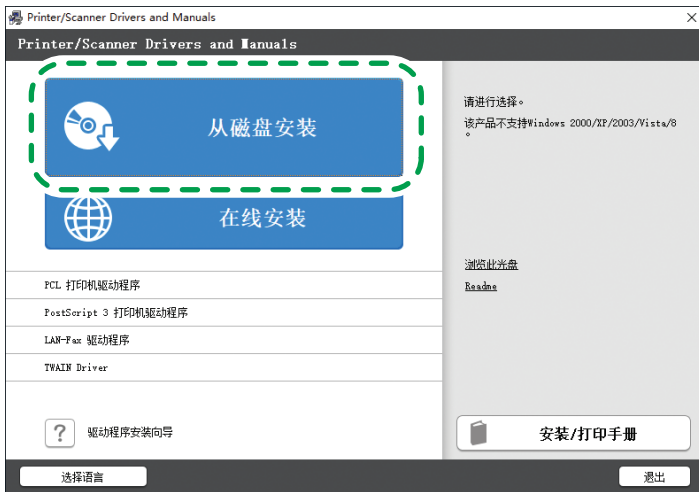 Printer/Scanner Drivers and Manuals
Printer/Scanner Drivers and Manuals
从磁盘安装
在线安装
PCL 打印机驱动程序
PostScript 3 打印机驱动程序
LAN-Fax 驱动程序
TWAIN Driver
? 驱动程序安装向导
请进行选择。
该产品不支持Windows 2000/XP/2003/Vista/8
。
浏览此光盘
Readme
安装/打印手册
选择语言
退出